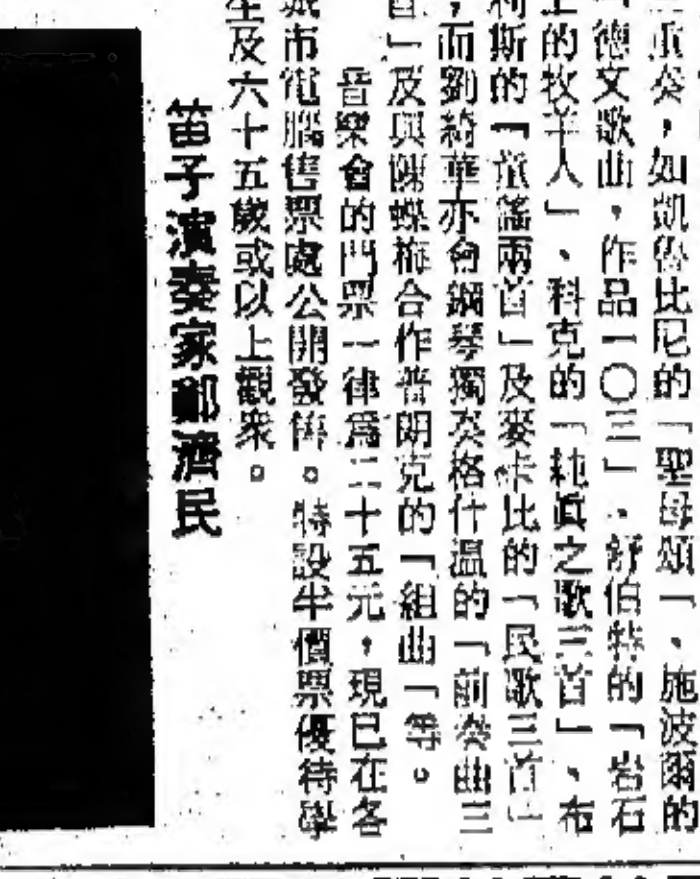 重奏，如凱魯比尼的「聖母頌」、施波爾的
「德文歌曲，作品一〇三」、舒伯特的「岩石
上的牧羊人」、科克的「純眞之歌三首」、布
利斯的「童謠兩首」及麥卡比的「民歌三首」
，而劉綺華亦會鋼琴獨奏格什溫的「前奏曲三
首」及與陳蝶梅合作普朗克的「組曲「等。
音樂會的門票一律爲二十五元，現已在各
城市電腦售票處公開發售。特設半價票優待學
生及六十五歲或以上觀衆。
笛子演奏家鄭濟民